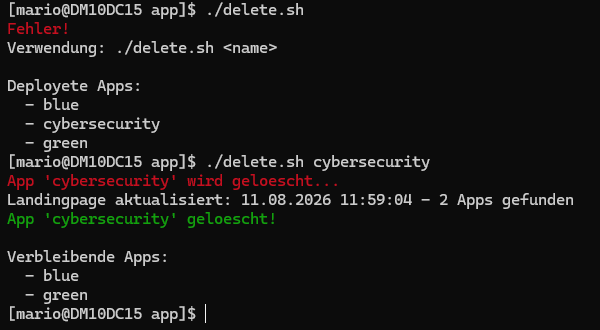 [mario@DM10DC15 app]$ ./delete.sh
Fehler!
Verwendung: ./delete.sh <name>
Deployete Apps:
  - blue
  - cybersecurity
  - green
[mario@DM10DC15 app]$ ./delete.sh cybersecurity
App 'cybersecurity' wird geloescht...
Landingpage aktualisiert: 11.08.2026 11:59:04 - 2 Apps gefunden
App 'cybersecurity' geloescht!
Verbleibende Apps:
  - blue
  - green
[mario@DM10DC15 app]$